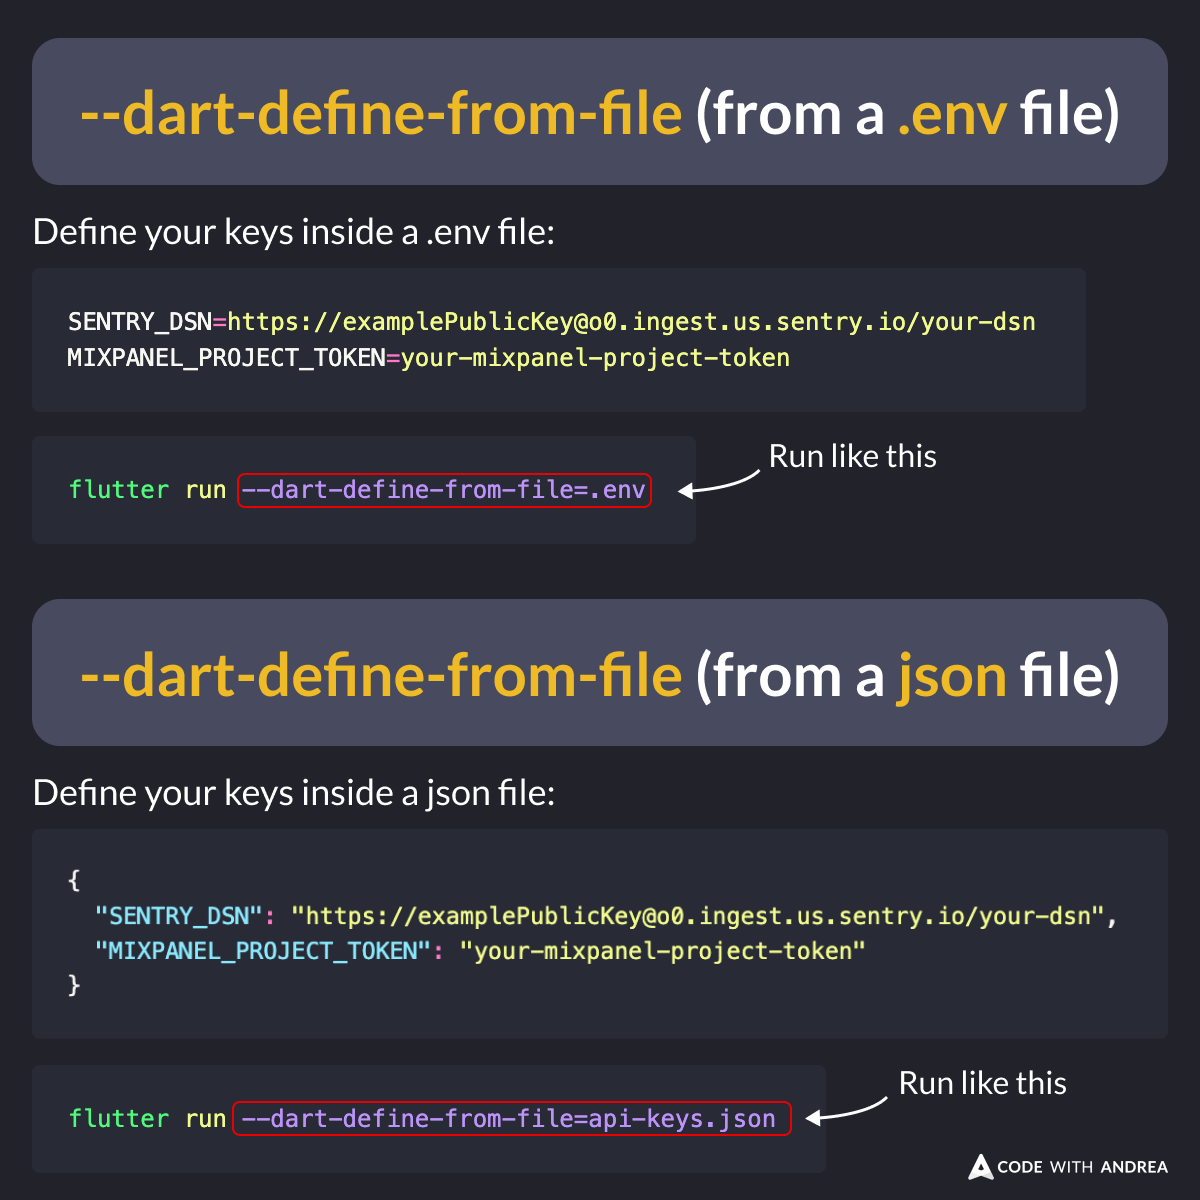 --dart-define-from-file (from a .env file)
Define your keys inside a .env file:
SENTRY_DSN=https://examplePublicKey@o0.ingest.us.sentry.io/your-dsn
MIXPANEL_PROJECT_TOKEN=your-mixpanel-project-token
Run like this
flutter run --dart-define-from-file=.env
--dart-define-from-file (from a json file)
Define your keys inside a json file:
{
  "SENTRY_DSN": "https://examplePublicKey@o0.ingest.us.sentry.io/your-dsn",
  "MIXPANEL_PROJECT_TOKEN": "your-mixpanel-project-token"
}
Run like this
flutter run --dart-define-from-file=api-keys.json
CODE WITH ANDREA